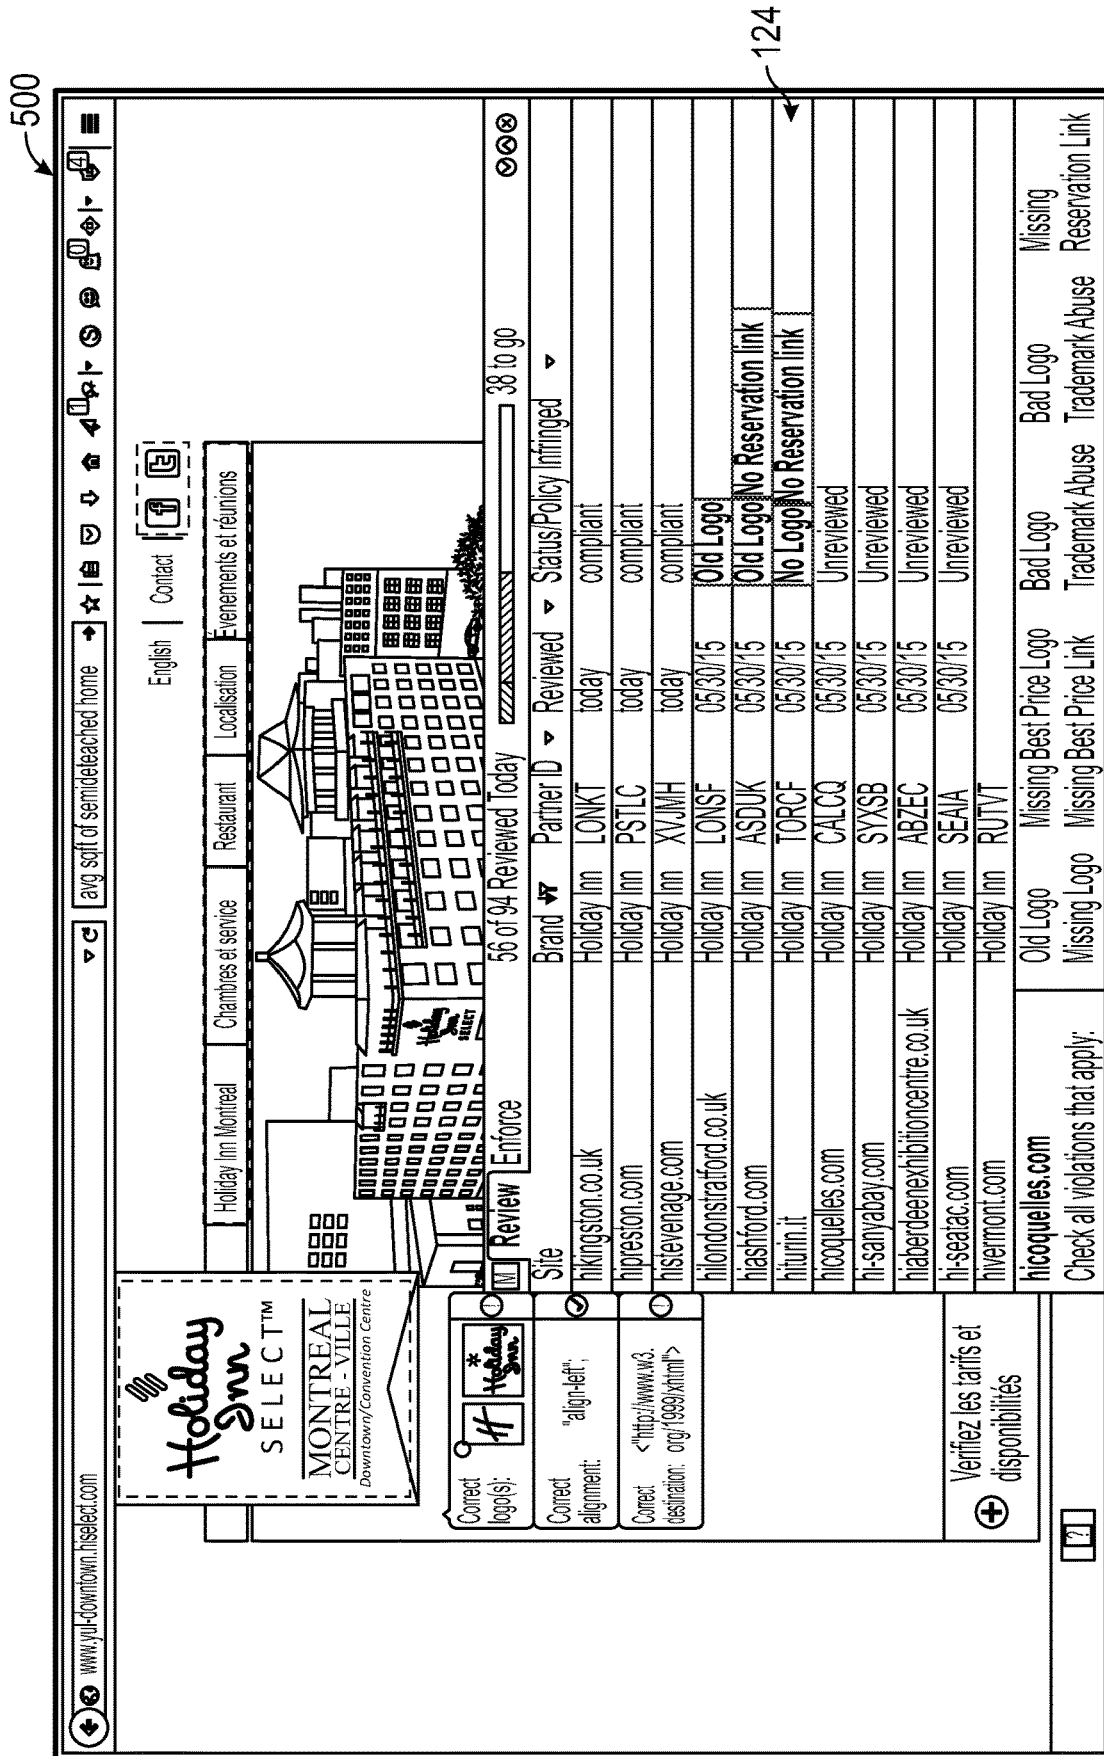 500
www.yul-downtown.hiselect.com
avg sqft of semideteached home
1
0
4
English | Contact
f t
Holiday Inn Montreal
Chambres et service
Restaurant
Localisation
Évenements et réunions
Holiday
Inn
SELECT™
MONTREAL
CENTRE - VILLE
Downtown/Convention Centre
Holiday
Inn
SELECT
Correct logo(s):
H
Holiday Inn
Correct alignment:
"align-left";
Correct destination:
<"http://www.w3.
org/1999/xhtml">
Verifiez les tarifs et
disponibilités
?
M Review Enforce 56 of 94 Reviewed Today 38 to go
Site Brand Partner ID Reviewed Status/Policy Infringed
hikingston.co.uk Holiday Inn LONKT today compliant
hipreston.com Holiday Inn PSTLC today compliant
histevenage.com Holiday Inn XVJMH today compliant
hilondonstratford.co.uk Holiday Inn LONSF 05/30/15 Old Logo
hiashford.com Holiday Inn ASDUK 05/30/15 Old Logo No Reservation link
hiturin.it Holiday Inn TORCF 05/30/15 No Logo No Reservation link
hicoquelles.com Holiday Inn CALCQ 05/30/15 Unreviewed
hi-sanyabay.com Holiday Inn SYXSB 05/30/15 Unreviewed
hiaberdeenexhibitioncentre.co.uk Holiday Inn ABZEC 05/30/15 Unreviewed
hi-seatac.com Holiday Inn SEAIA 05/30/15 Unreviewed
hivermont.com Holiday Inn RUTVT
124
hicoquelles.com Old Logo Missing Best Price Logo Bad Logo Bad Logo Missing
Check all violations that apply: Missing Logo Missing Best Price Link Trademark Abuse Trademark Abuse Reservation Link